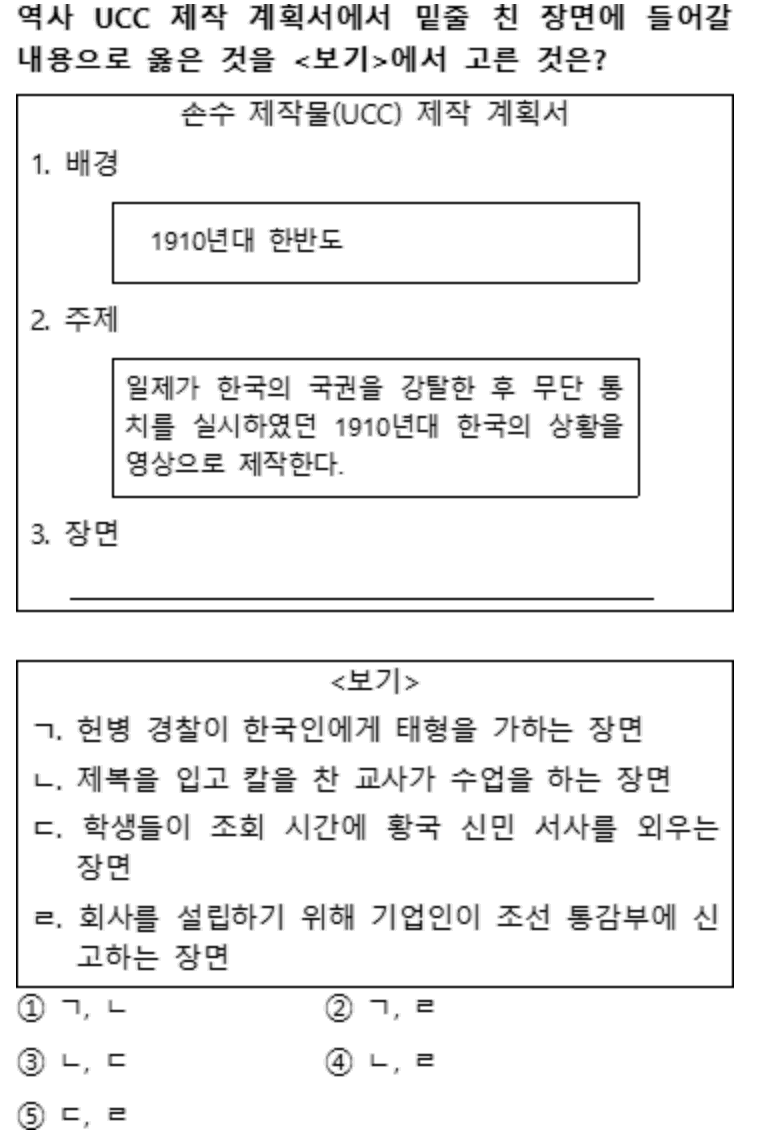 역사 UCC 제작 계획서에서 밑줄 친 장면에 들어갈
내용으로 옳은 것을 <보기>에서 고른 것은?
손수 제작물(UCC) 제작 계획서
1. 배경
1910년대 한반도
2. 주제
일제가 한국의 국권을 강탈한 후 무단 통
치를 실시하였던 1910년대 한국의 상황을
영상으로 제작한다.
3. 장면
<보기>
ㄱ. 헌병 경찰이 한국인에게 태형을 가하는 장면
ㄴ. 제복을 입고 칼을 찬 교사가 수업을 하는 장면
ㄷ. 학생들이 조회 시간에 황국 신민 서사를 외우는
장면
ㄹ. 회사를 설립하기 위해 기업인이 조선 통감부에 신
고하는 장면
① ㄱ, ㄴ ② ㄱ, ㄹ
③ ㄴ, ㄷ ④ ㄴ, ㄹ
⑤ ㄷ, ㄹ